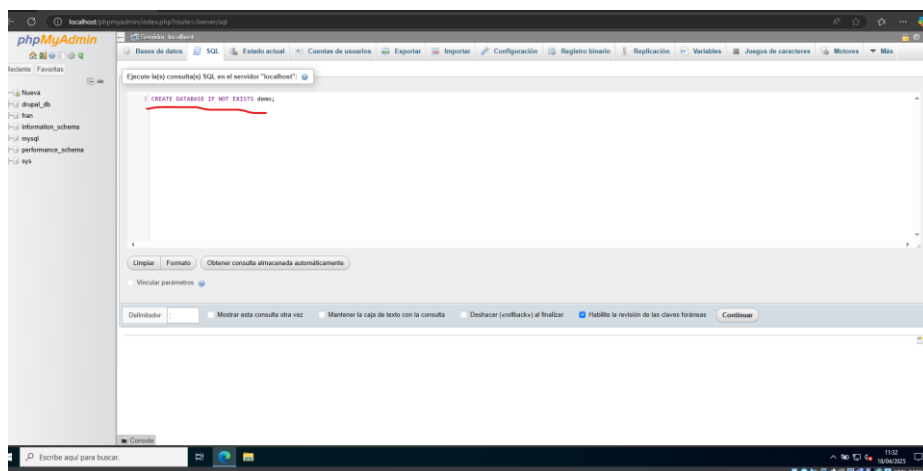 localhost/phpmyadmin/index.php?route=/server/sql
phpMyAdmin
Reciente Favoritas
Nueva
drupal_db
fran
information_schema
mysql
performance_schema
sys
Servidor: localhost
Bases de datos SQL Estado actual Cuentas de usuarios Exportar Importar Configuración Registro binario Replicación Variables Juegos de caracteres Motores Más
Ejecute la(s) consulta(s) SQL en el servidor "localhost":
1 CREATE DATABASE IF NOT EXISTS demo;
Limpiar Formato Obtener consulta almacenada automáticamente
Vincular parámetros
Delimitador Mostrar esta consulta otra vez Mantener la caja de texto con la consulta Deshacer («rollback») al finalizar Habilite la revisión de las claves foráneas Continuar
Consola
Escribe aquí para buscar.
11:32
18/04/2025